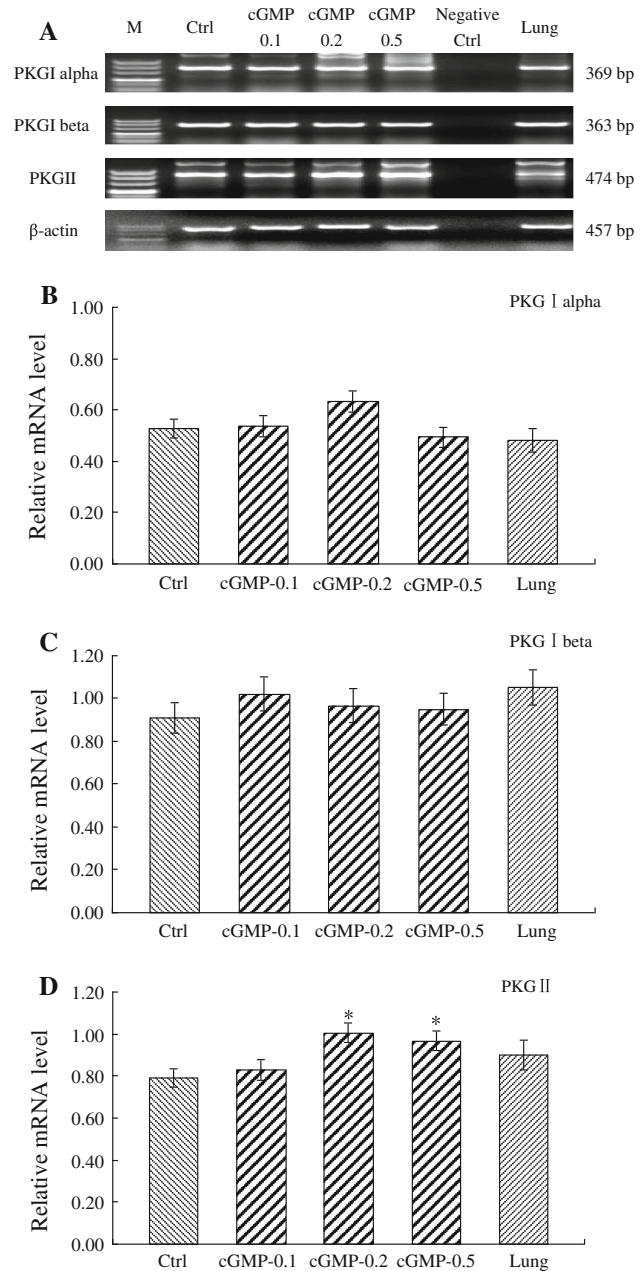 A
M Ctrl cGMP 0.1 cGMP 0.2 cGMP 0.5 Negative Ctrl Lung
PKGI alpha 369 bp
PKGI beta 363 bp
PKGII 474 bp
β-actin 457 bp
B
PKG Ⅰ alpha
Relative mRNA level
1.00
0.80
0.60
0.40
0.20
0.00
Ctrl cGMP-0.1 cGMP-0.2 cGMP-0.5 Lung
C
PKG Ⅰ beta
Relative mRNA level
1.20
1.00
0.80
0.60
0.40
0.20
0.00
Ctrl cGMP-0.1 cGMP-0.2 cGMP-0.5 Lung
D
PKG Ⅱ
Relative mRNA level
1.20
1.00
0.80
0.60
0.40
0.20
0.00
* *
Ctrl cGMP-0.1 cGMP-0.2 cGMP-0.5 Lung